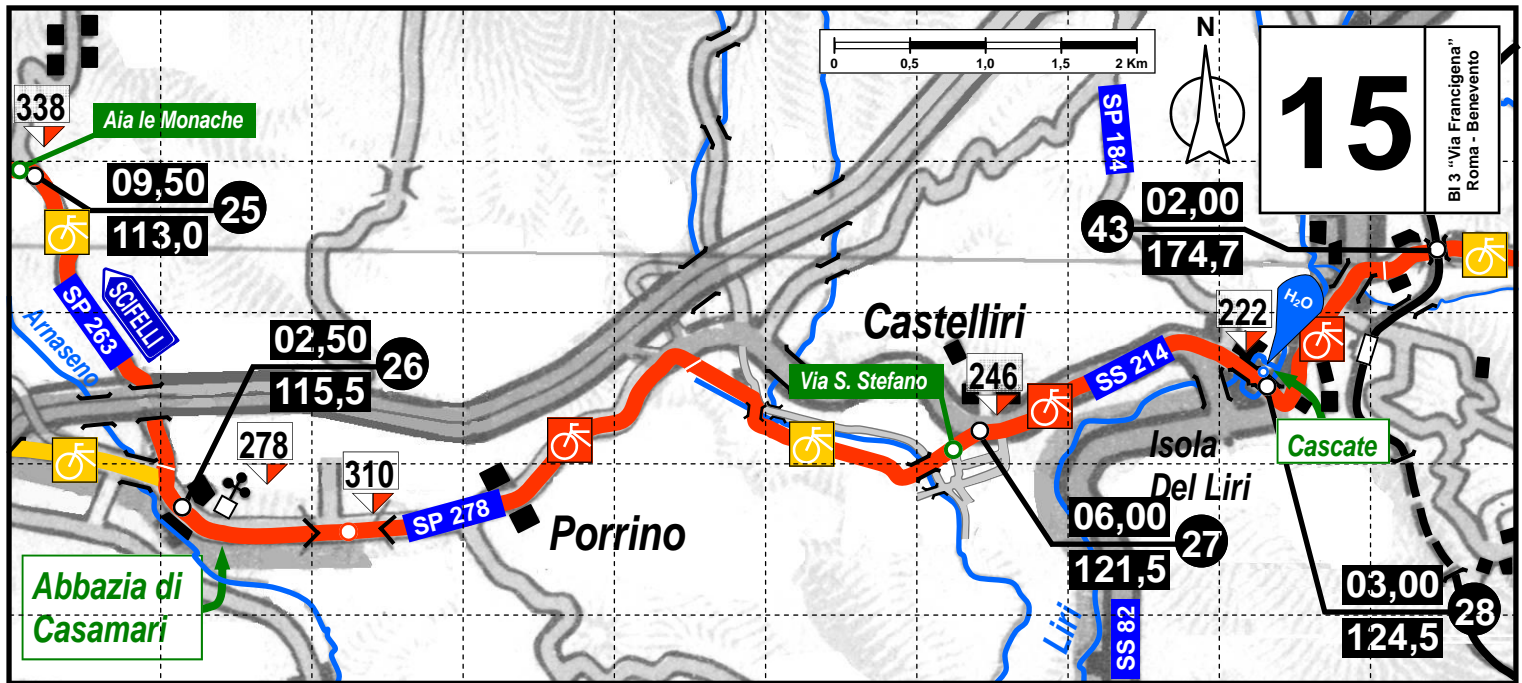 15
BI 3 "Via Francigena"
Roma - Benevento
N
0 0,5 1,0 1,5 2 Km
338
Aia le Monache
09,50
25
113,0
SP 263
SCIFELI
Arnaseno
02,50
26
115,5
278
310
SP 278
Porrino
Abbazia di
Casamari
Castelliri
Via S. Stefano
246
SS 214
SP 184
43
02,00
174,7
222
H2O
Cascate
Isola
Del Liri
06,00
27
121,5
Liri
SS 82
03,00
28
124,5